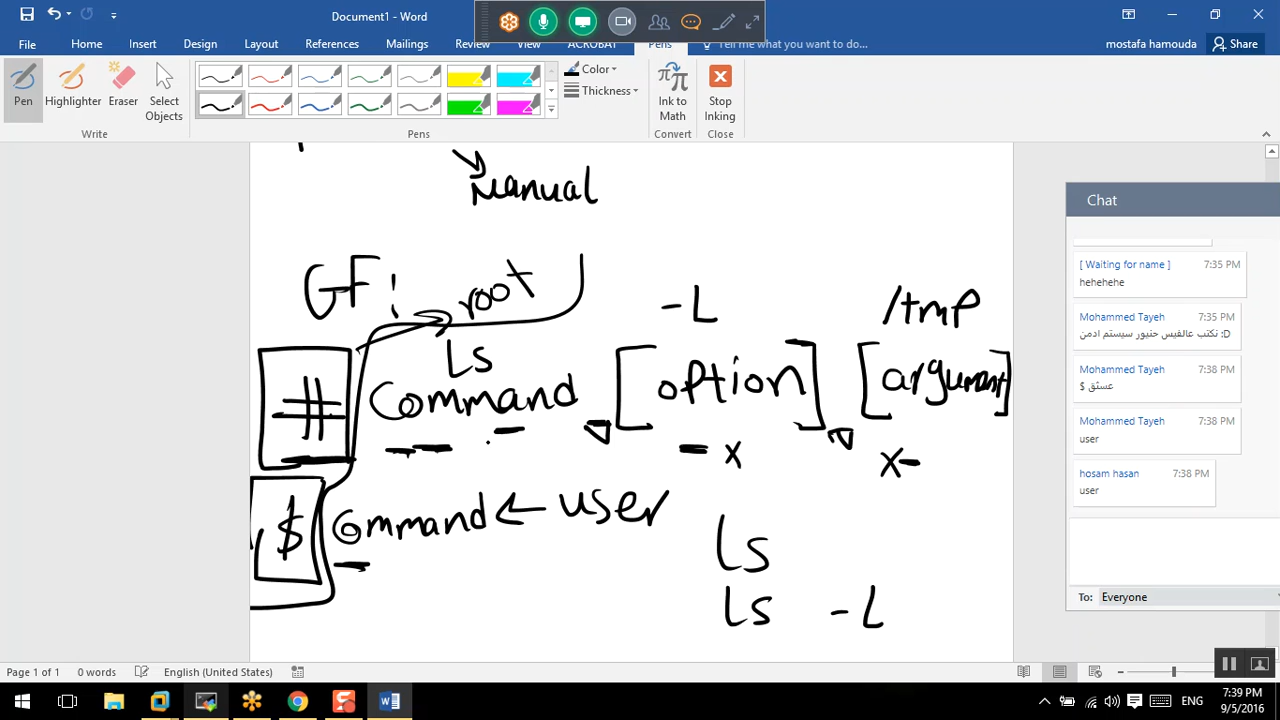 Document1 - Word
File
Home
Insert
Design
Layout
References
Mailings
Review
View
ACROBAT
Pens
Tell me what you want to do...
mostafa hamouda
Share
Pen
Highlighter
Eraser
Select Objects
Color
Thickness
Ink to Math
Stop Inking
Write
Pens
Convert
Close
Manual
root
-L
/tmp
ls
# Command [option] [argument]
- x
x-
$ Command ← user
ls
ls -L
Chat
[ Waiting for name ] 7:35 PM
hehehehe
Mohammed Tayeh 7:35 PM
D: نكتب عالفيس جنيور سيستم ادمن
Mohammed Tayeh 7:38 PM
عسثق $
Mohammed Tayeh 7:38 PM
user
hosam hasan 7:38 PM
user
To: Everyone
Page 1 of 1
0 words
English (United States)
ENG
7:39 PM
9/5/2016